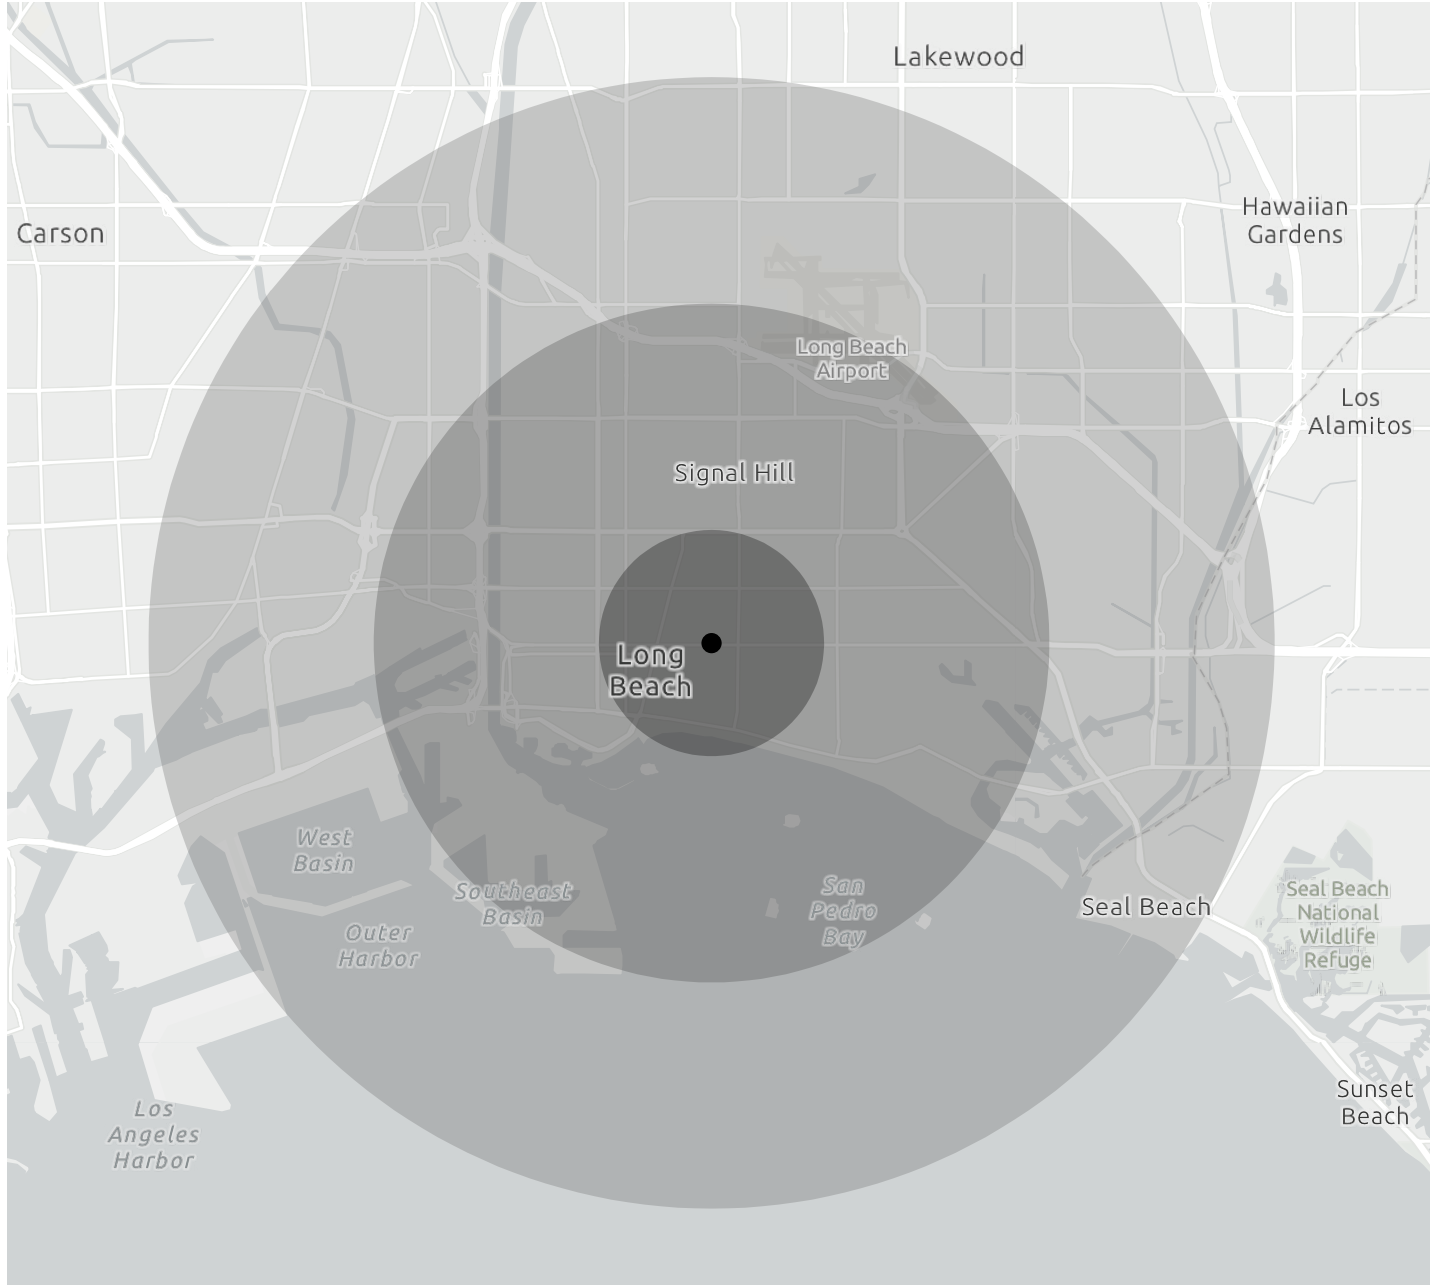 Lakewood
Hawaiian
Gardens
Carson
Long Beach
Airport
Los
Alamitos
Signal Hill
Long
Beach
West
Basin
Southeast
Basin
San
Pedro
Bay
Seal Beach
Seal Beach
National
Wildlife
Refuge
Outer
Harbor
Sunset
Beach
Los
Angeles
Harbor